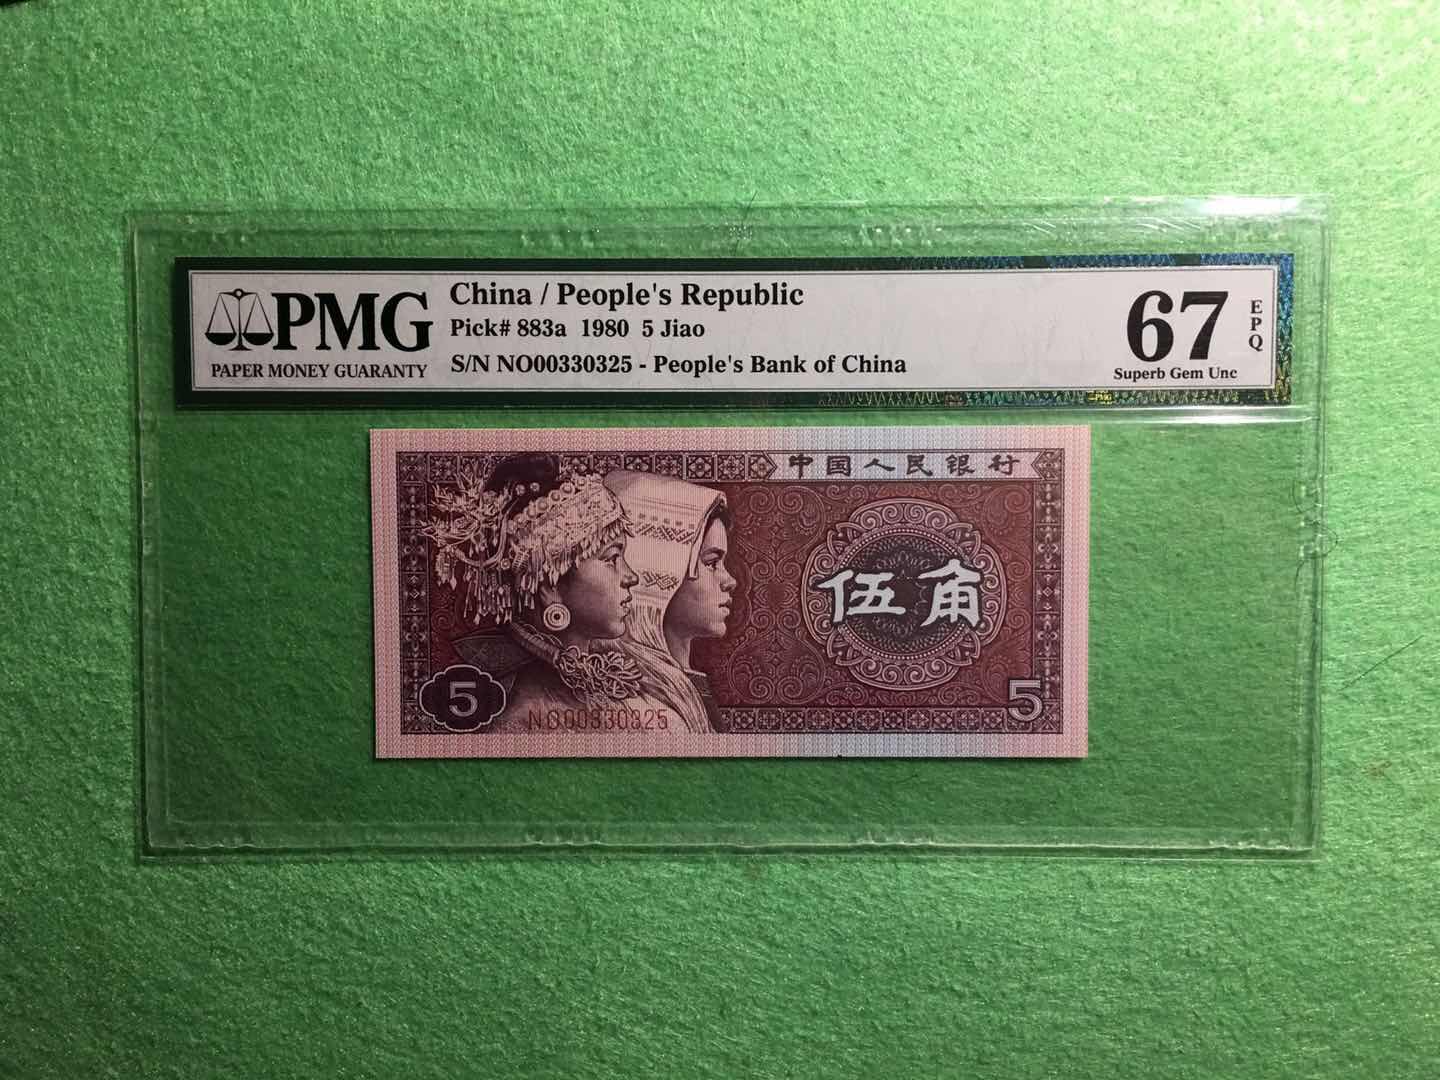 PMG
PAPER MONEY GUARANTY
China / People's Republic
Pick# 883a 1980 5 Jiao
S/N NO00330325 - People's Bank of China
67
EPQ
Superb Gem Unc
PMG
中国人民银行
伍角
5
NO00330325
5